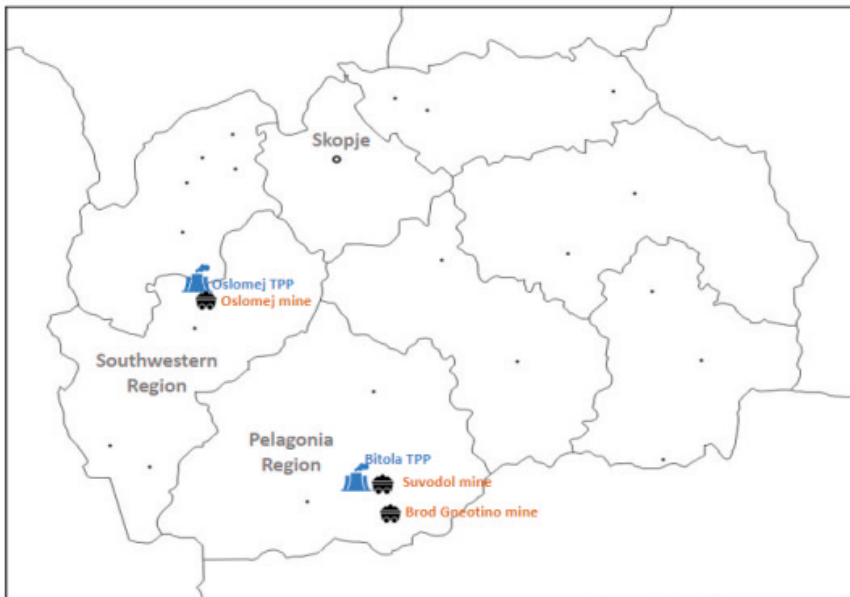 Skopje
Oslomej TPP
Oslomej mine
Southwestern
Region
Pelagonia
Region
Bitola TPP
Suvodol mine
Brod Gneotino mine